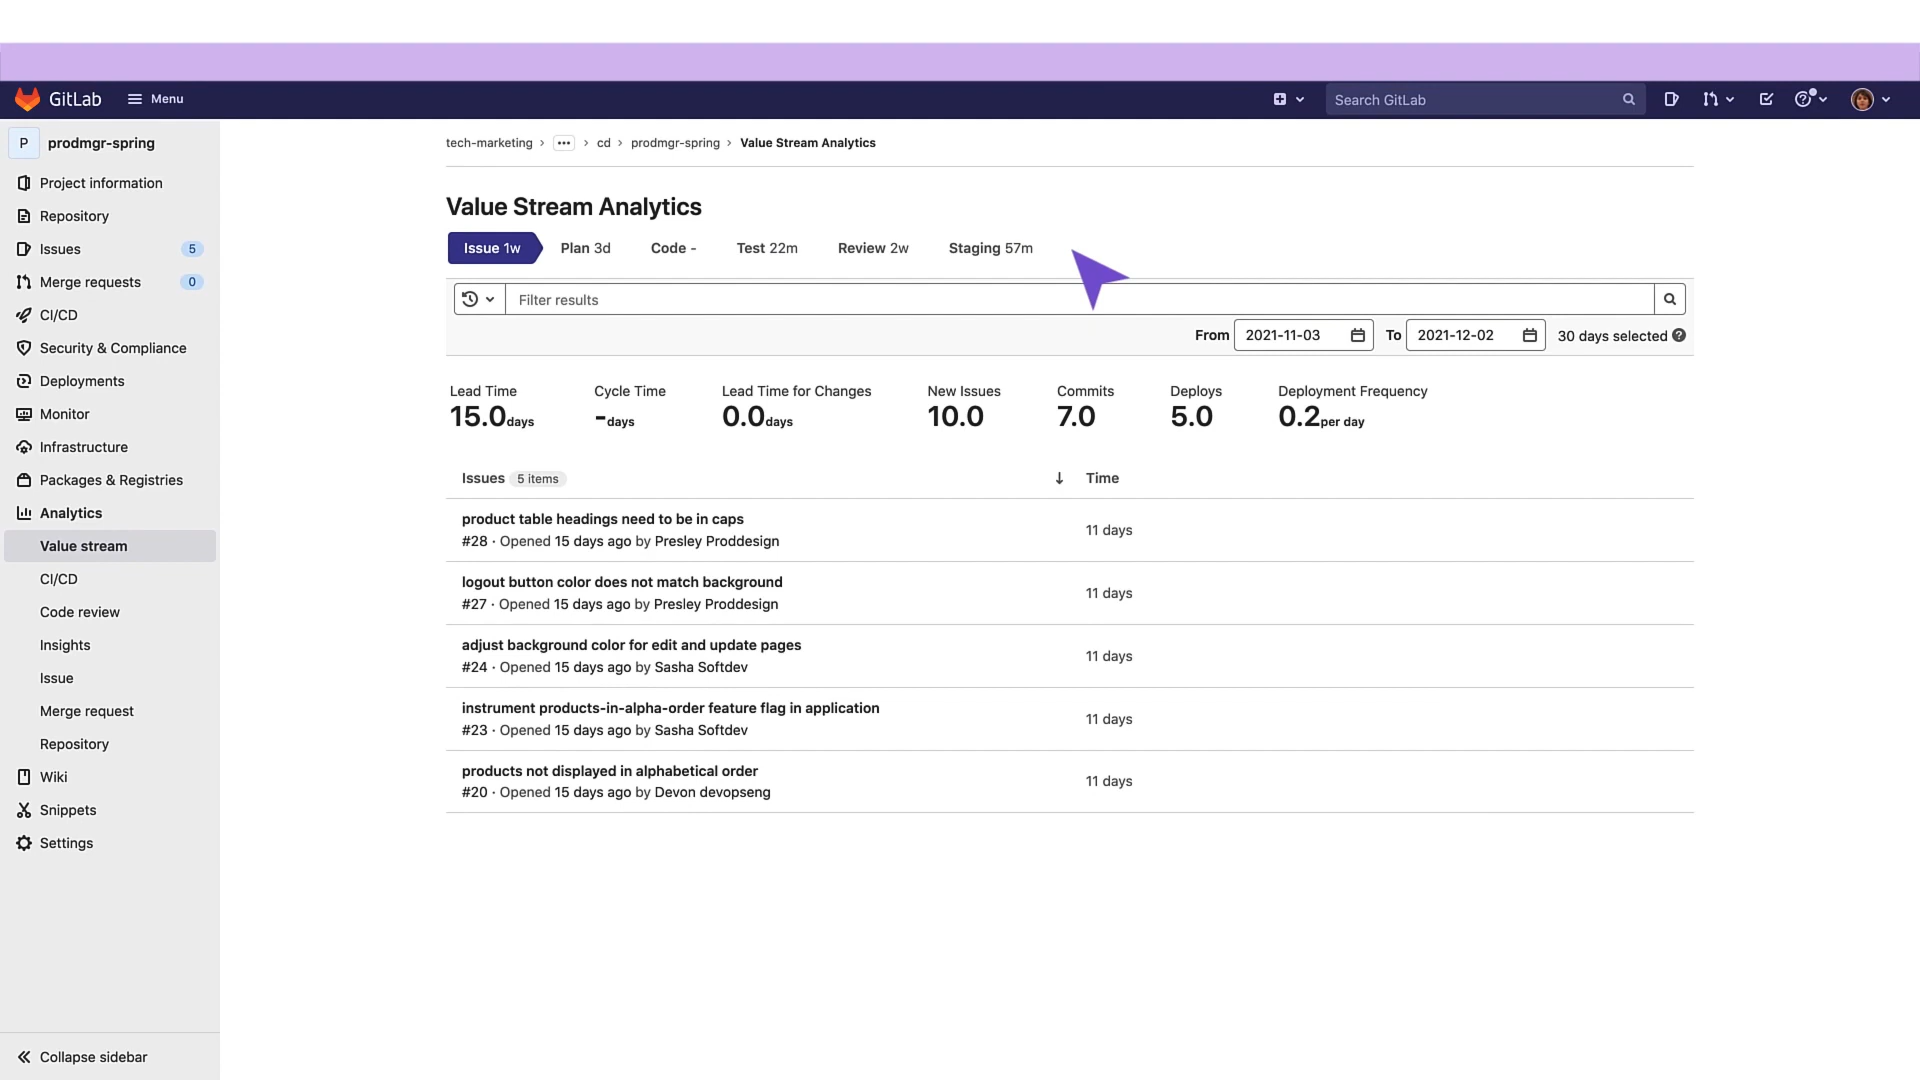 GitLab
Menu
Search GitLab
P prodmgr-spring
Project information
Repository
Issues 5
Merge requests 0
CI/CD
Security & Compliance
Deployments
Monitor
Infrastructure
Packages & Registries
Analytics
Value stream
CI/CD
Code review
Insights
Issue
Merge request
Repository
Wiki
Snippets
Settings
Collapse sidebar
tech-marketing › ••• › cd › prodmgr-spring › Value Stream Analytics
Value Stream Analytics
Issue 1w Plan 3d Code - Test 22m Review 2w Staging 57m
Filter results
From 2021-11-03 To 2021-12-02 30 days selected
Lead Time Cycle Time Lead Time for Changes New Issues Commits Deploys Deployment Frequency
15.0 days - days 0.0 days 10.0 7.0 5.0 0.2 per day
Issues 5 items ↓ Time
product table headings need to be in caps
#28 · Opened 15 days ago by Presley Proddesign
11 days
logout button color does not match background
#27 · Opened 15 days ago by Presley Proddesign
11 days
adjust background color for edit and update pages
#24 · Opened 15 days ago by Sasha Softdev
11 days
instrument products-in-alpha-order feature flag in application
#23 · Opened 15 days ago by Sasha Softdev
11 days
products not displayed in alphabetical order
#20 · Opened 15 days ago by Devon devopseng
11 days